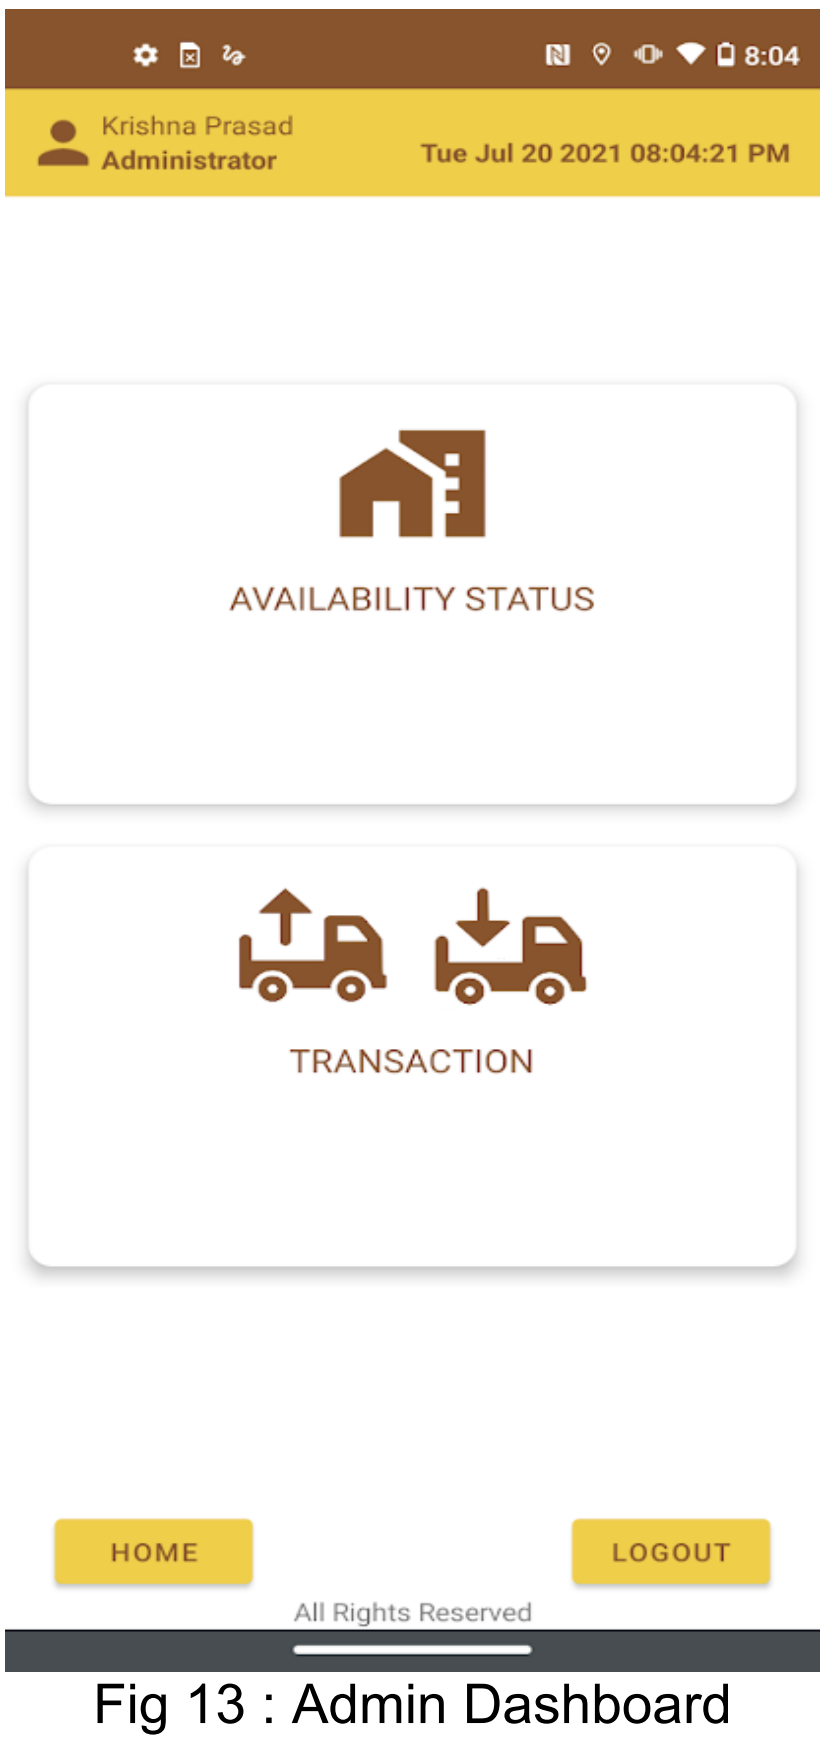 8:04
Krishna Prasad
Administrator
Tue Jul 20 2021 08:04:21 PM
AVAILABILITY STATUS
TRANSACTION
HOME
LOGOUT
All Rights Reserved
Fig 13 : Admin Dashboard